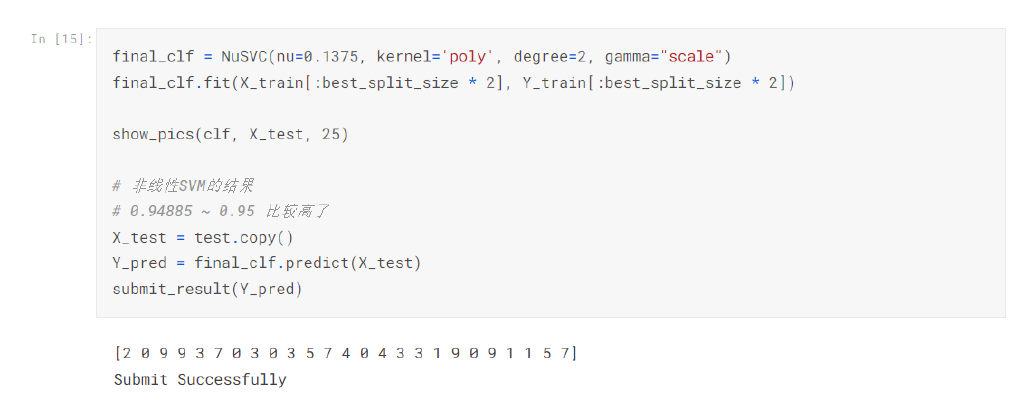 In [15]:
final_clf = NuSVC(nu=0.1375, kernel='poly', degree=2, gamma="scale")
final_clf.fit(X_train[:best_split_size * 2], Y_train[:best_split_size * 2])
show_pics(clf, X_test, 25)
# 非线性SVM的结果
# 0.94885 ~ 0.95 比较高了
X_test = test.copy()
Y_pred = final_clf.predict(X_test)
submit_result(Y_pred)
[2 0 9 9 3 7 0 3 0 3 5 7 4 0 4 3 3 1 9 0 9 1 1 5 7]
Submit Successfully